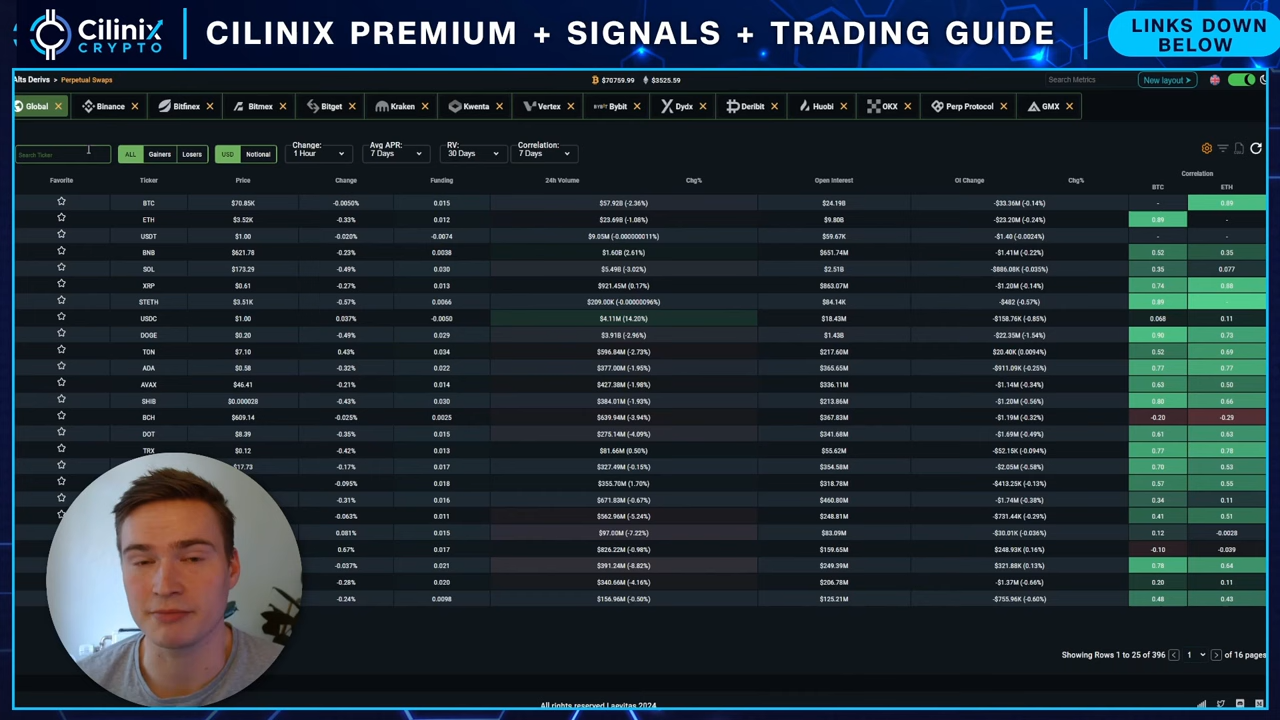 Cilinix
CRYPTO
CILINIX PREMIUM + SIGNALS + TRADING GUIDE
LINKS DOWN
BELOW
Alts Derivs > Perpetual Swaps
$70759.99 $3525.59
Search Metrics
New layout >
Global Binance Bitfinex Bitmex Bitget Kraken Kwenta Vertex BYBIT Bybit Dydx Deribit Huobi OKX Perp Protocol GMX
Search Ticker
ALL Gainers Losers
USD Notional
Change:
1 Hour
Avg APR:
7 Days
RV:
30 Days
Correlation:
7 Days
Favorite Ticker Price Change Funding 24h Volume Chg% Open Interest OI Change Chg% Correlation
BTC ETH
BTC $70.85K -0.0050% 0.015 $57.92B (-2.36%) $24.19B -$33.36M (-0.14%) - 0.89
ETH $3.52K -0.33% 0.012 $23.69B (-1.08%) $9.80B -$23.20M (-0.24%) 0.89 -
USDT $1.00 -0.020% -0.0074 $9.05M (-0.00000011%) $59.67K -$1.40 (-0.0024%) - -
BNB $621.78 -0.23% 0.0038 $1.60B (2.61%) $651.74M -$1.41M (-0.22%) 0.52 0.35
SOL $173.29 -0.49% 0.030 $5.49B (-3.02%) $2.51B -$886.08K (-0.035%) 0.35 0.077
XRP $0.61 -0.27% 0.013 $921.45M (0.17%) $863.07M -$1.20M (-0.14%) 0.74 0.88
STETH $3.51K -0.57% 0.0066 $209.00K (-0.00000096%) $84.14K -$482 (-0.57%) 0.89 -
USDC $1.00 0.037% -0.0050 $4.11M (14.20%) $18.43M -$158.76K (-0.85%) 0.068 0.11
DOGE $0.20 -0.49% 0.029 $3.91B (-2.96%) $1.43B -$22.35M (-1.54%) 0.90 0.73
TON $7.10 0.43% 0.034 $596.84M (-2.73%) $217.60M $20.40K (0.0094%) 0.52 0.69
ADA $0.58 -0.32% 0.022 $377.00M (-1.95%) $365.65M -$911.09K (-0.25%) 0.77 0.77
AVAX $46.41 -0.21% 0.014 $427.38M (-1.98%) $336.11M -$1.14M (-0.34%) 0.63 0.50
SHIB $0.000028 -0.43% 0.030 $384.01M (-1.93%) $213.86M -$1.20M (-0.56%) 0.80 0.66
BCH $609.14 -0.025% 0.0025 $639.94M (-3.94%) $367.83M -$1.19M (-0.32%) -0.20 -0.29
DOT $8.39 -0.35% 0.015 $275.14M (-4.09%) $341.68M -$1.69M (-0.49%) 0.61 0.63
TRX $0.12 -0.42% 0.013 $81.66M (0.50%) $55.62M -$52.15K (-0.094%) 0.77 0.78
$17.73 -0.17% 0.017 $327.49M (-0.15%) $354.58M -$2.05M (-0.58%) 0.70 0.53
-0.095% 0.018 $355.70M (1.70%) $318.78M -$413.25K (-0.13%) 0.57 0.55
-0.31% 0.016 $671.83M (-0.67%) $460.80M -$1.74M (-0.38%) 0.34 0.11
-0.063% 0.011 $562.96M (-5.24%) $248.81M -$731.44K (-0.29%) 0.41 0.51
0.081% 0.015 $97.00M (-7.22%) $83.09M -$30.01K (-0.036%) 0.12 -0.0028
0.67% 0.017 $826.22M (-0.98%) $159.65M $248.93K (0.16%) -0.10 -0.039
-0.037% 0.021 $391.24M (-8.82%) $249.39M $321.88K (0.13%) 0.78 0.64
-0.28% 0.020 $340.66M (-4.16%) $206.78M -$1.37M (-0.66%) 0.20 0.11
-0.24% 0.0098 $156.96M (-0.50%) $125.21M -$755.96K (-0.60%) 0.48 0.43
Showing Rows 1 to 25 of 396 < 1 > of 16 pages
All rights reserved Laevitas 2024